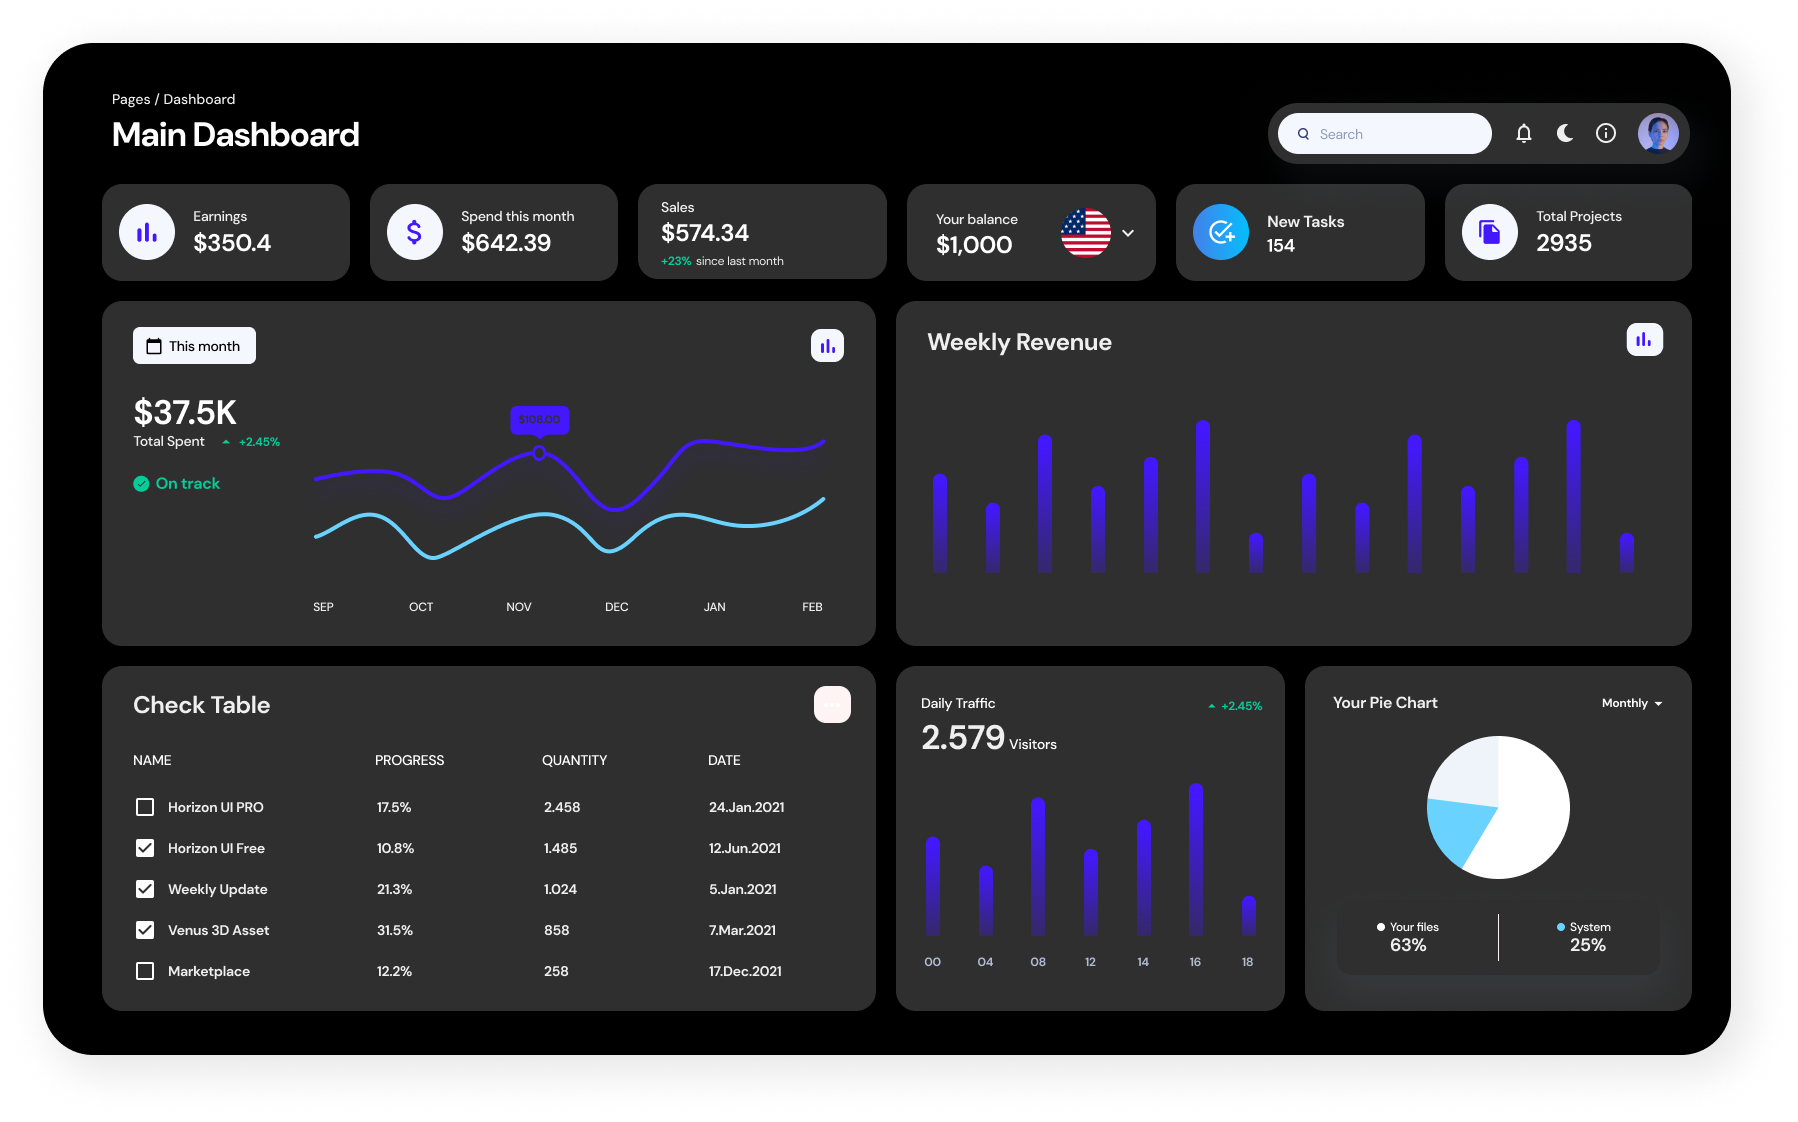 Pages / Dashboard
Main Dashboard
Search
Earnings
$350.4
Spend this month
$642.39
Sales
$574.34
+23% since last month
Your balance
$1,000
New Tasks
154
Total Projects
2935
This month
$37.5K
Total Spent +2.45%
On track
$108.00
SEP OCT NOV DEC JAN FEB
Weekly Revenue
Check Table
NAME PROGRESS QUANTITY DATE
Horizon UI PRO 17.5% 2.458 24.Jan.2021
Horizon UI Free 10.8% 1.485 12.Jun.2021
Weekly Update 21.3% 1.024 5.Jan.2021
Venus 3D Asset 31.5% 858 7.Mar.2021
Marketplace 12.2% 258 17.Dec.2021
Daily Traffic +2.45%
2.579 Visitors
00 04 08 12 14 16 18
Your Pie Chart Monthly
Your files System
63% 25%